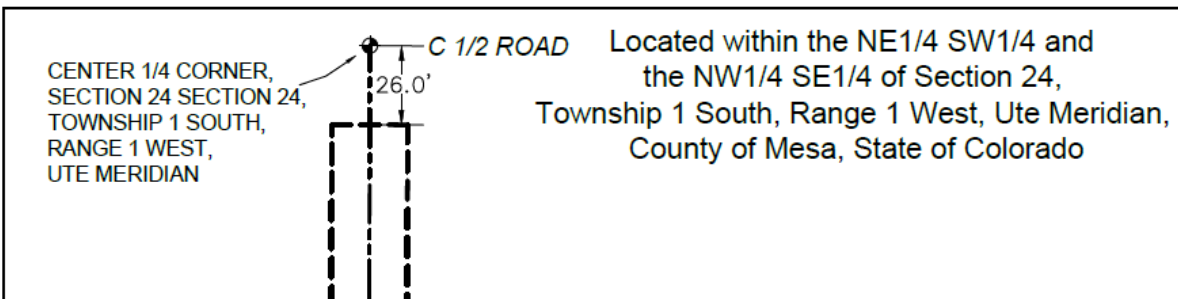 CENTER 1/4 CORNER,
SECTION 24 SECTION 24,
TOWNSHIP 1 SOUTH,
RANGE 1 WEST,
UTE MERIDIAN
C 1/2 ROAD
26.0'
Located within the NE1/4 SW1/4 and
the NW1/4 SE1/4 of Section 24,
Township 1 South, Range 1 West, Ute Meridian,
County of Mesa, State of Colorado